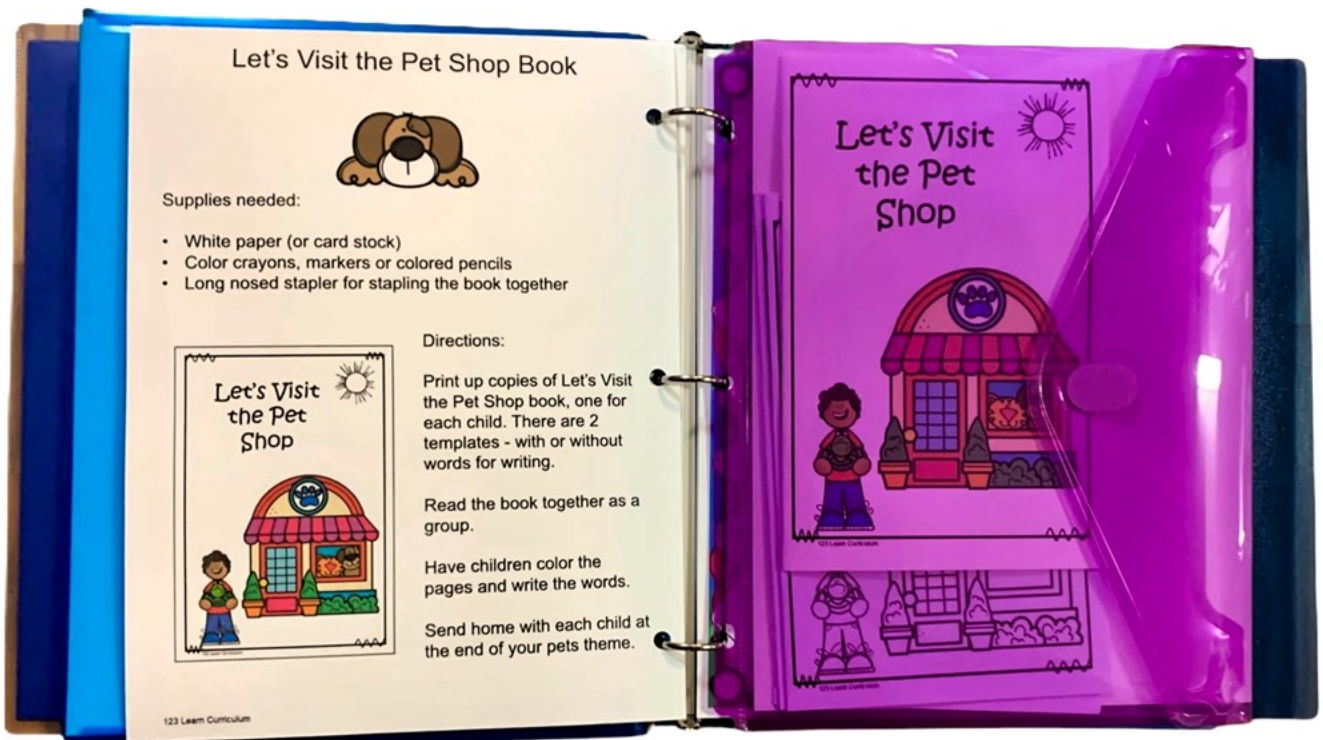 Let's Visit the Pet Shop Book
Supplies needed:
• White paper (or card stock)
• Color crayons, markers or colored pencils
• Long nosed stapler for stapling the book together
Let's Visit
the Pet
Shop
Directions:
Print up copies of Let's Visit
the Pet Shop book, one for
each child. There are 2
templates - with or without
words for writing.
Read the book together as a
group.
Have children color the
pages and write the words.
Send home with each child at
the end of your pets theme.
123 Learn Curriculum
Let's Visit
the Pet
Shop
123 Learn Curriculum
123 Learn Curriculum